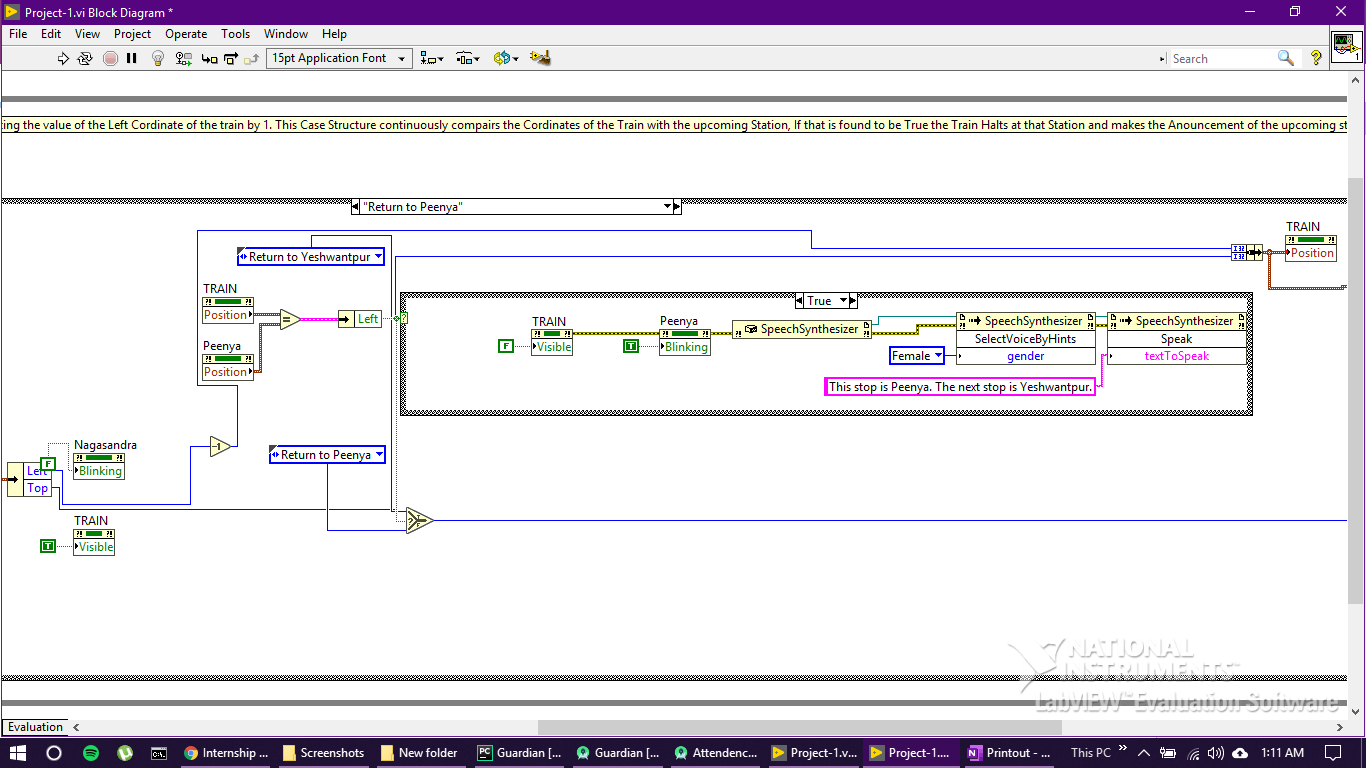 Project-1.vi Block Diagram *
File Edit View Project Operate Tools Window Help
15pt Application Font
Search
?
1
ing the value of the Left Cordinate of the train by 1. This Case Structure continuously compairs the Cordinates of the Train with the upcoming Station, If that is found to be True the Train Halts at that Station and makes the Anouncement of the upcoming st
"Return to Peenya"
TRAIN
Position
Return to Yeshwantpur
TRAIN
Position
=
Left
?
Peenya
Position
True
TRAIN
F
Visible
Peenya
T
Blinking
SpeechSynthesizer
SpeechSynthesizer
SelectVoiceByHints
Female
gender
SpeechSynthesizer
Speak
textToSpeak
This stop is Peenya. The next stop is Yeshwantpur.
-1
Return to Peenya
Nagasandra
F
Blinking
Left
Top
TRAIN
T
Visible
?
NATIONAL
INSTRUMENTS™
LabVIEW™ Evaluation Software
Evaluation
Internship ...
Screenshots
New folder
Guardian [...
Guardian [...
Attendenc...
Project-1.v...
Project-1....
Printout - ...
This PC
1:11 AM